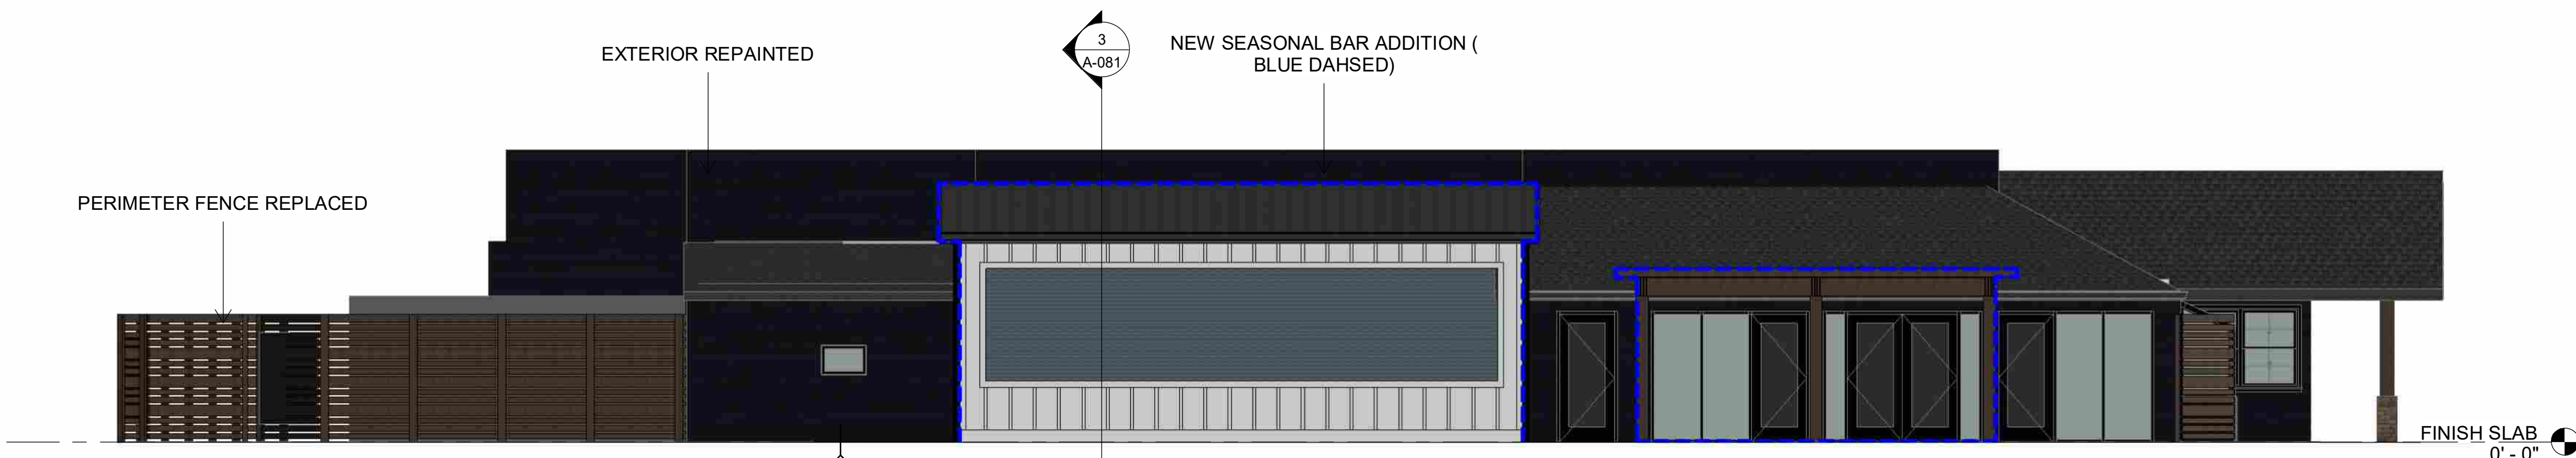 3
A-081
NEW SEASONAL BAR ADDITION (
BLUE DAHSED)
EXTERIOR REPAINTED
PERIMETER FENCE REPLACED
FINISH SLAB
0' - 0"